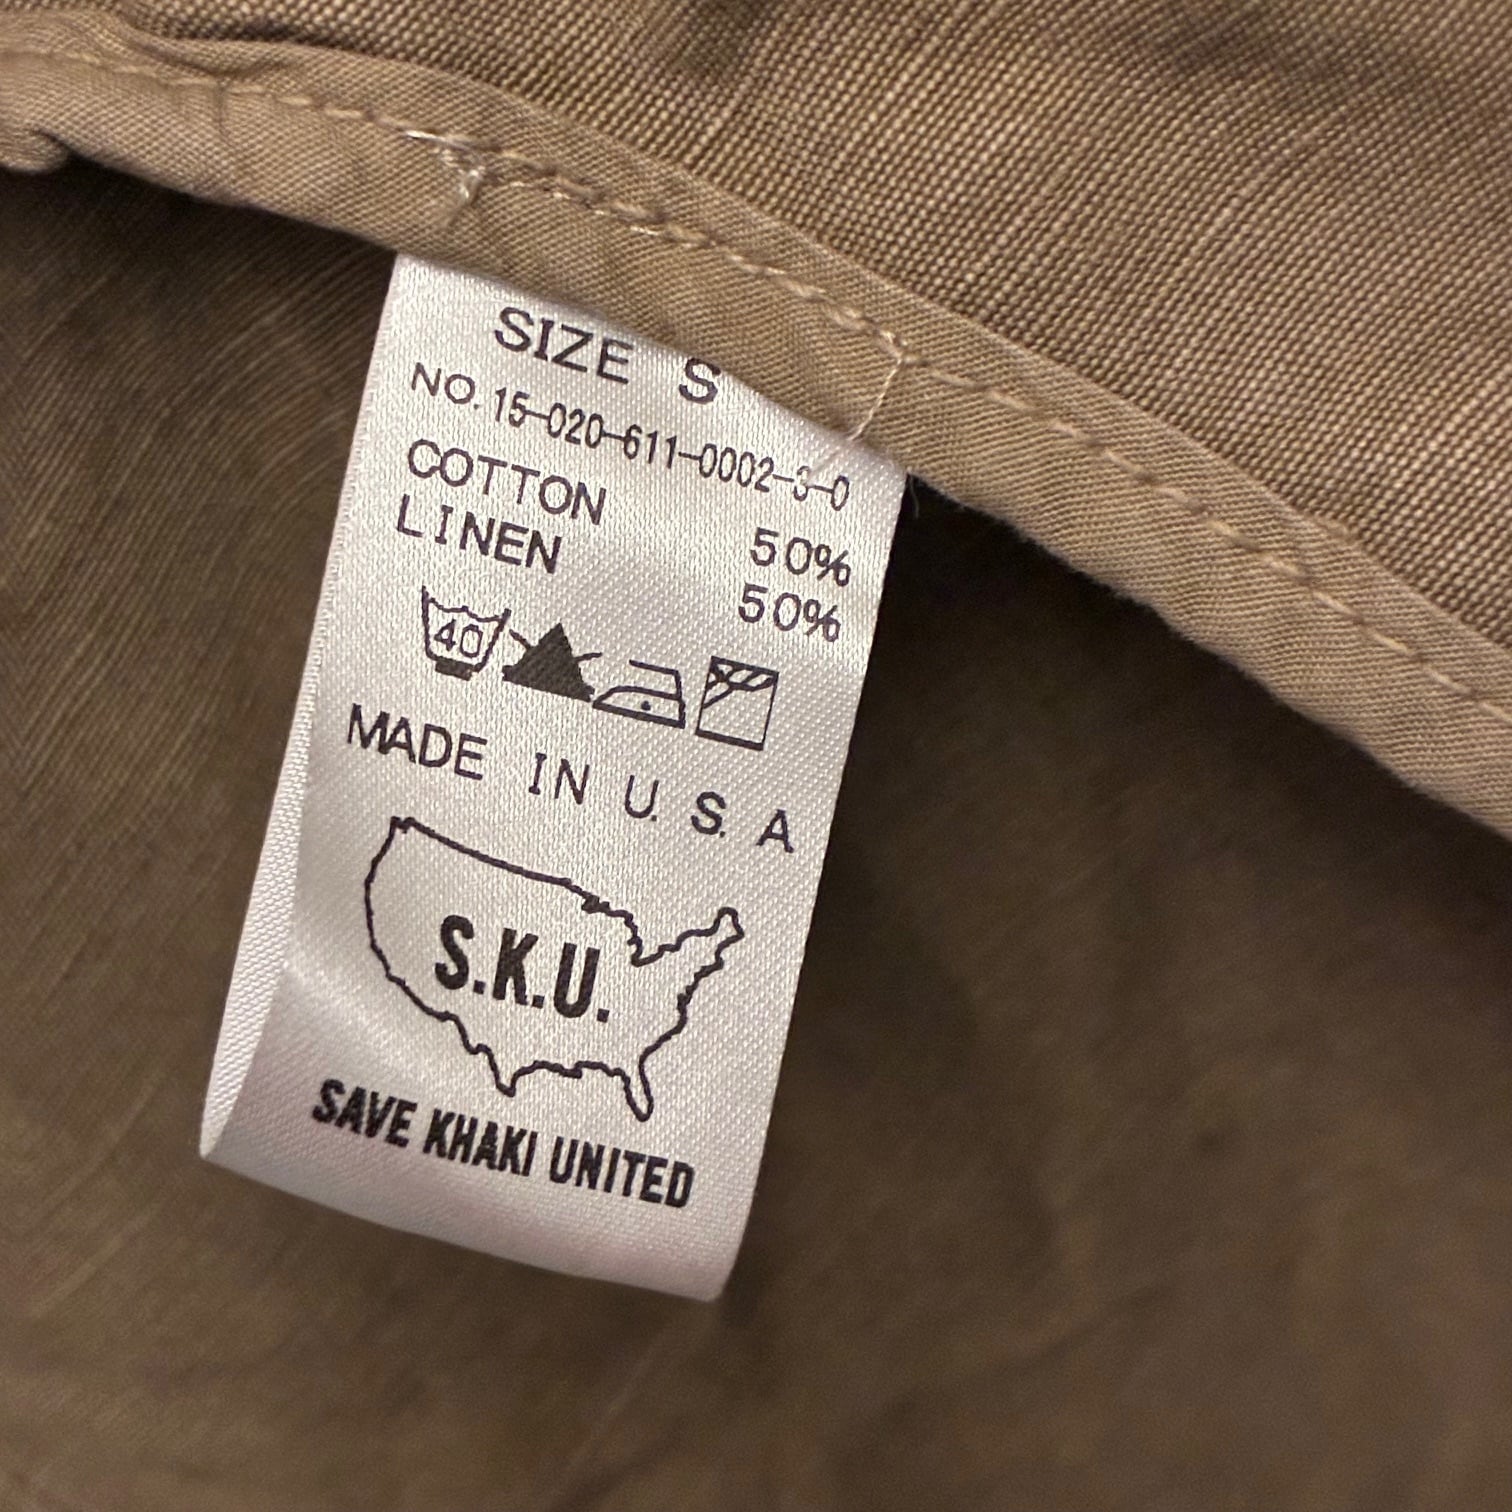 SIZE S
NO. 15-020-611-0002-3-0
COTTON 50%
LINEN 50%
40
MADE IN U.S.A
S.K.U.
SAVE KHAKI UNITED